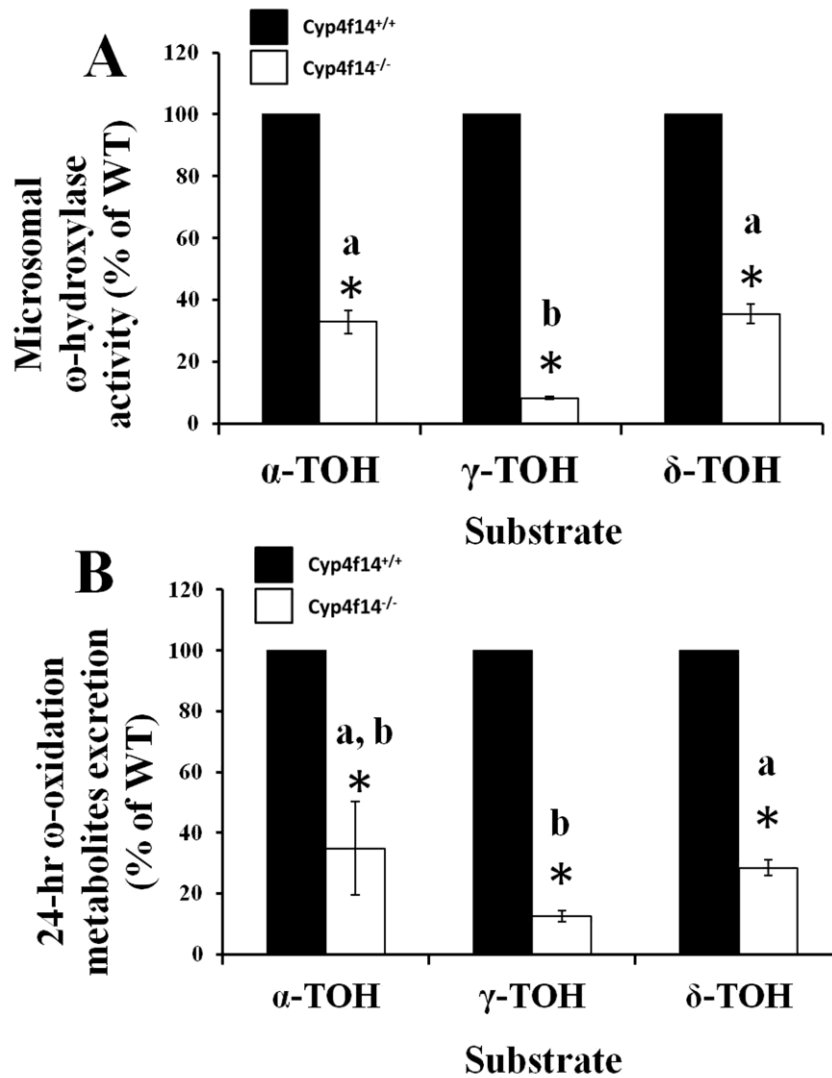 A
Cyp4f14+/+
Cyp4f14-/-
Microsomal
ω-hydroxylase
activity (% of WT)
120
100
80
60
40
20
0
a
*
b
*
a
*
α-TOH γ-TOH δ-TOH
Substrate
B
Cyp4f14+/+
Cyp4f14-/-
24-hr ω-oxidation
metabolites excretion
(% of WT)
120
100
80
60
40
20
0
a, b
*
b
*
a
*
α-TOH γ-TOH δ-TOH
Substrate